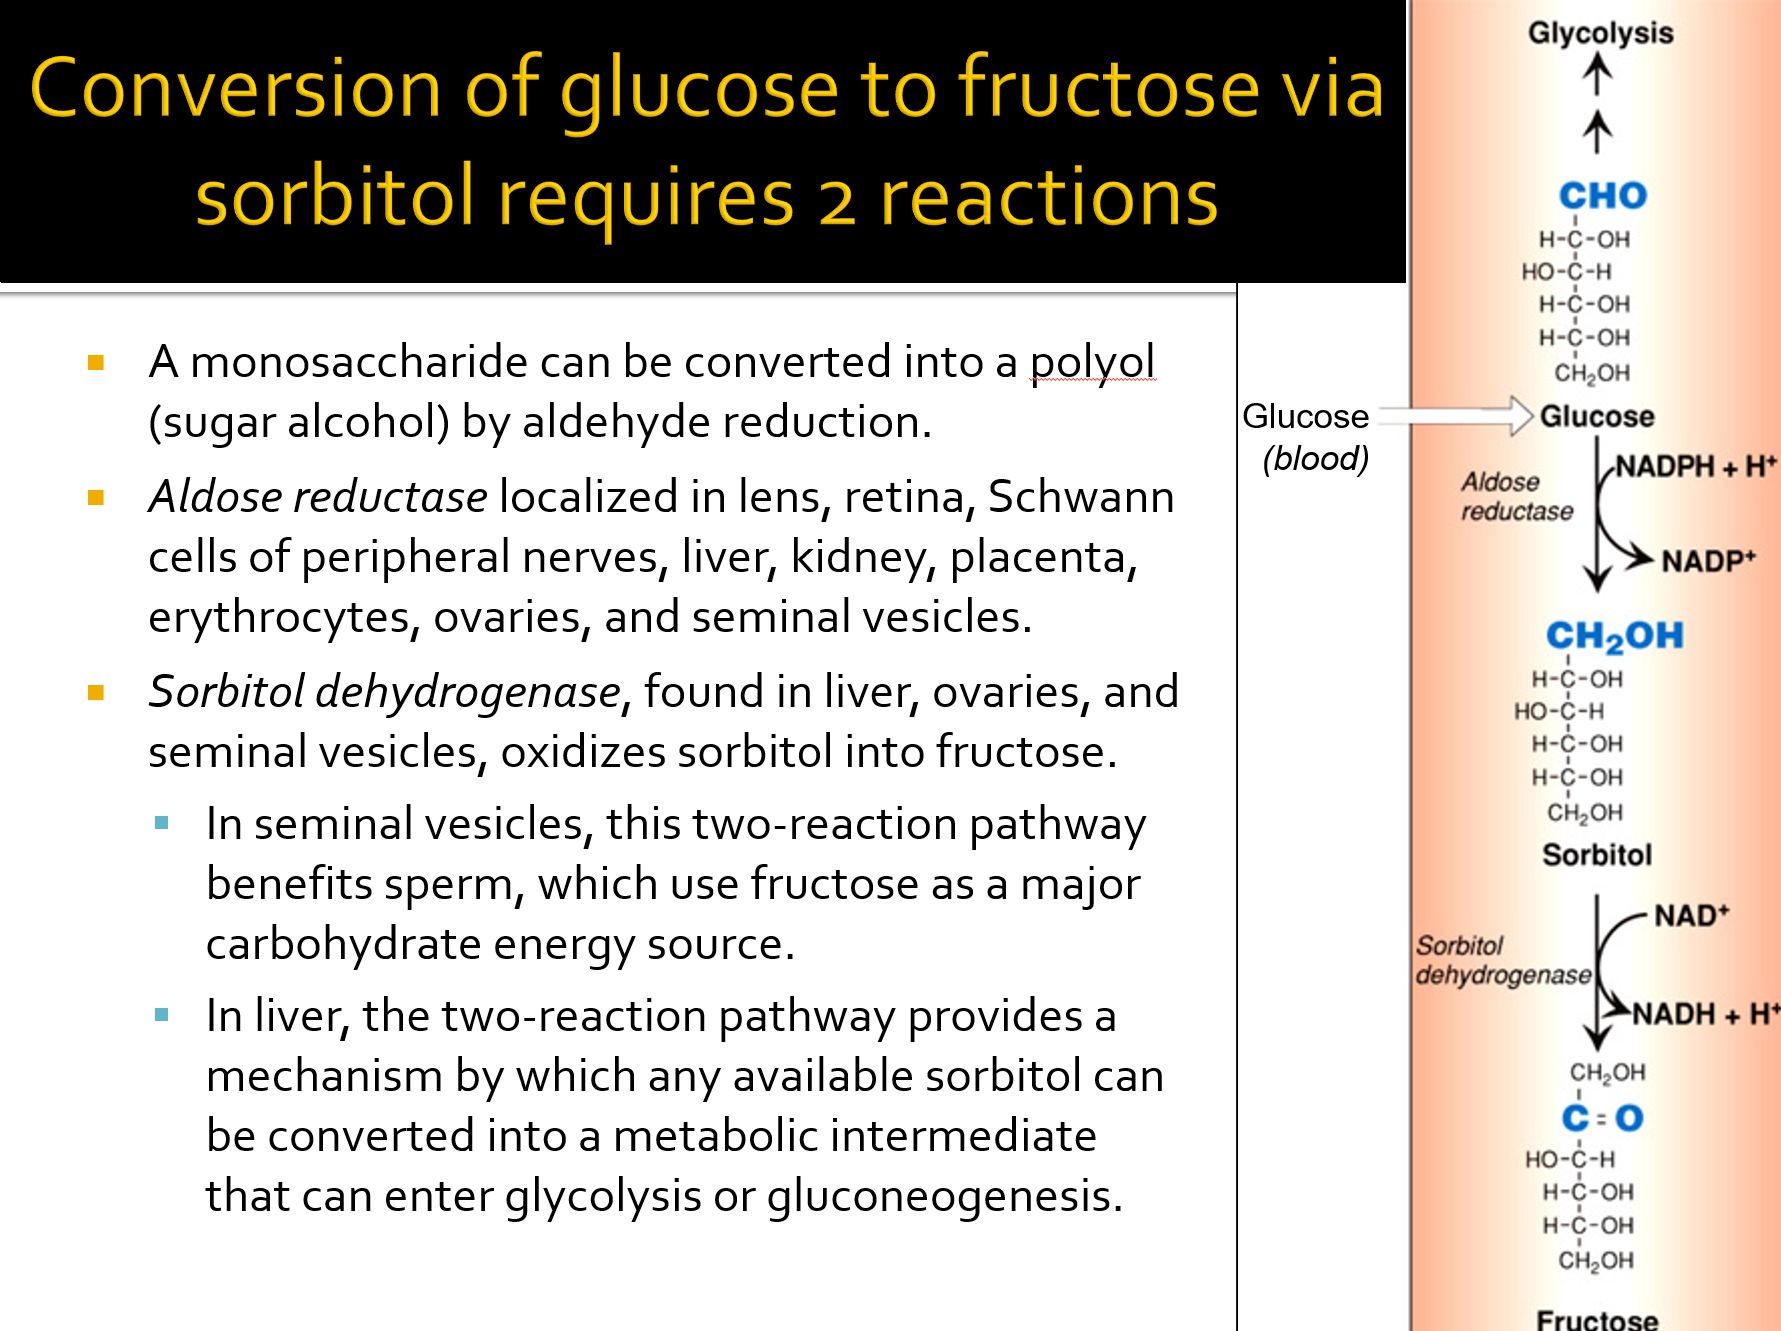 Conversion of glucose to fructose via
sorbitol requires 2 reactions
A monosaccharide can be converted into a polyol
(sugar alcohol) by aldehyde reduction.
Aldose reductase localized in lens, retina, Schwann
cells of peripheral nerves, liver, kidney, placenta,
erythrocytes, ovaries, and seminal vesicles.
Sorbitol dehydrogenase, found in liver, ovaries, and
seminal vesicles, oxidizes sorbitol into fructose.
In seminal vesicles, this two-reaction pathway
benefits sperm, which use fructose as a major
carbohydrate energy source.
In liver, the two-reaction pathway provides a
mechanism by which any available sorbitol can
be converted into a metabolic intermediate
that can enter glycolysis or gluconeogenesis.
Glucose
(blood)
Glycolysis
CHO
H-C-OH
HO-C-H
H-C-OH
H-C-OH
CH₂OH
Glucose
NADPH + H⁺
Aldose
reductase
NADP⁺
CH₂OH
H-C-OH
HO-C-H
H-C-OH
H-C-OH
CH₂OH
Sorbitol
NAD⁺
Sorbitol
dehydrogenase
NADH + H⁺
CH₂OH
C=O
HO-C-H
H-C-OH
H-C-OH
CH₂OH
Fructose